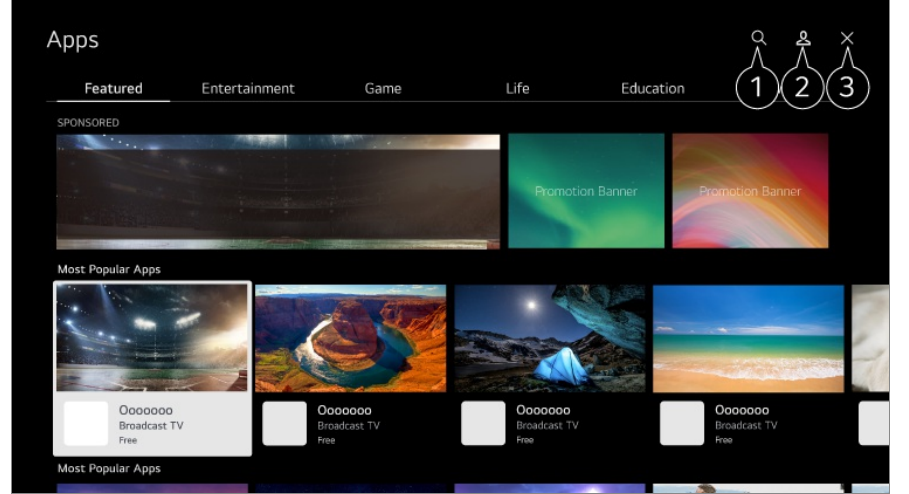 Apps
Featured Entertainment Game Life Education
1 2 3
SPONSORED
Promotion Banner Promotion Banner
Most Popular Apps
Ooooooo Ooooooo Ooooooo Ooooooo
Broadcast TV Broadcast TV Broadcast TV Broadcast TV
Free Free Free Free
Most Popular Apps